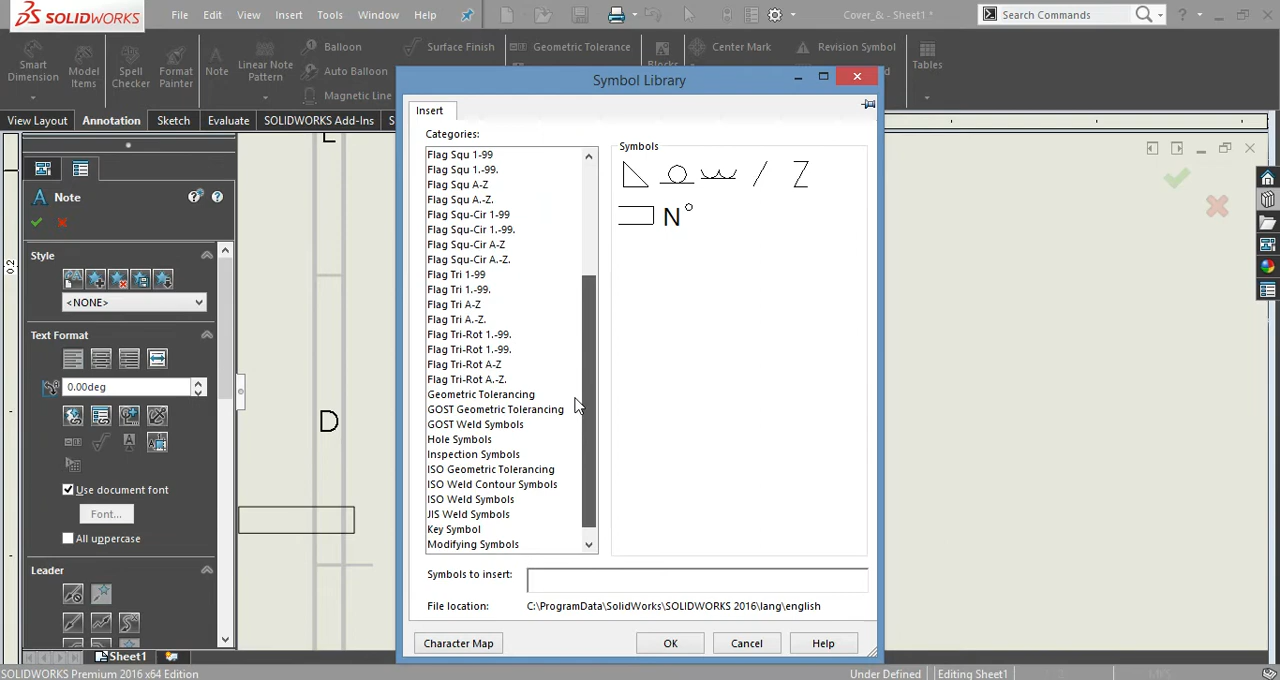 SOLIDWORKS
File Edit View Insert Tools Window Help
Cover_& - Sheet1 *
Search Commands
Smart Dimension
Model Items
Spell Checker
Format Painter
Note
Linear Note Pattern
Balloon
Auto Balloon
Magnetic Line
Surface Finish
Geometric Tolerance
Blocks
Center Mark
Revision Symbol
Tables
View Layout
Annotation
Sketch
Evaluate
SOLIDWORKS Add-Ins
Note
Style
<NONE>
Text Format
0.00deg
Use document font
Font...
All uppercase
Leader
0.2
D
Symbol Library
Insert
Categories:
Flag Squ 1-99
Flag Squ 1.-99.
Flag Squ A-Z
Flag Squ A.-Z.
Flag Squ-Cir 1-99
Flag Squ-Cir 1.-99.
Flag Squ-Cir A-Z
Flag Squ-Cir A.-Z.
Flag Tri 1-99
Flag Tri 1.-99.
Flag Tri A-Z
Flag Tri A.-Z.
Flag Tri-Rot 1.-99.
Flag Tri-Rot 1.-99.
Flag Tri-Rot A-Z
Flag Tri-Rot A.-Z.
Geometric Tolerancing
GOST Geometric Tolerancing
GOST Weld Symbols
Hole Symbols
Inspection Symbols
ISO Geometric Tolerancing
ISO Weld Contour Symbols
ISO Weld Symbols
JIS Weld Symbols
Key Symbol
Modifying Symbols
Symbols
N°
Symbols to insert:
File location: C:\ProgramData\SolidWorks\SOLIDWORKS 2016\lang\english
Character Map
OK
Cancel
Help
Sheet1
SOLIDWORKS Premium 2016 x64 Edition
Under Defined
Editing Sheet1